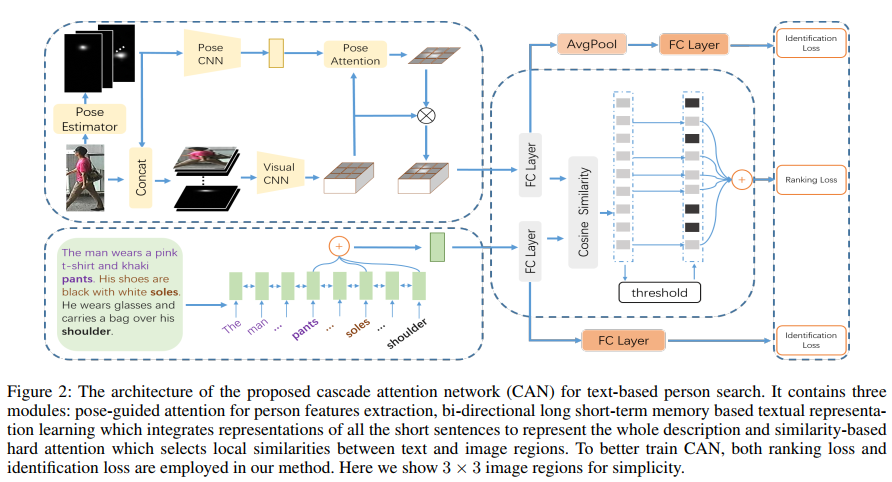 Pose
CNN
Pose
Attention
AvgPool
FC Layer
Identification
Loss
Pose
Estimator
Concat
Visual
CNN
FC Layer
Cosine Similarity
Ranking Loss
The man wears a pink
t-shirt and khaki
pants. His shoes are
black with white soles.
He wears glasses and
carries a bag over his
shoulder.
The
man
...
pants
...
soles
...
shoulder
FC Layer
threshold
FC Layer
Identification
Loss
Figure 2: The architecture of the proposed cascade attention network (CAN) for text-based person search. It contains three
modules: pose-guided attention for person features extraction, bi-directional long short-term memory based textual representa-
tion learning which integrates representations of all the short sentences to represent the whole description and similarity-based
hard attention which selects local similarities between text and image regions. To better train CAN, both ranking loss and
identification loss are employed in our method. Here we show 3 × 3 image regions for simplicity.